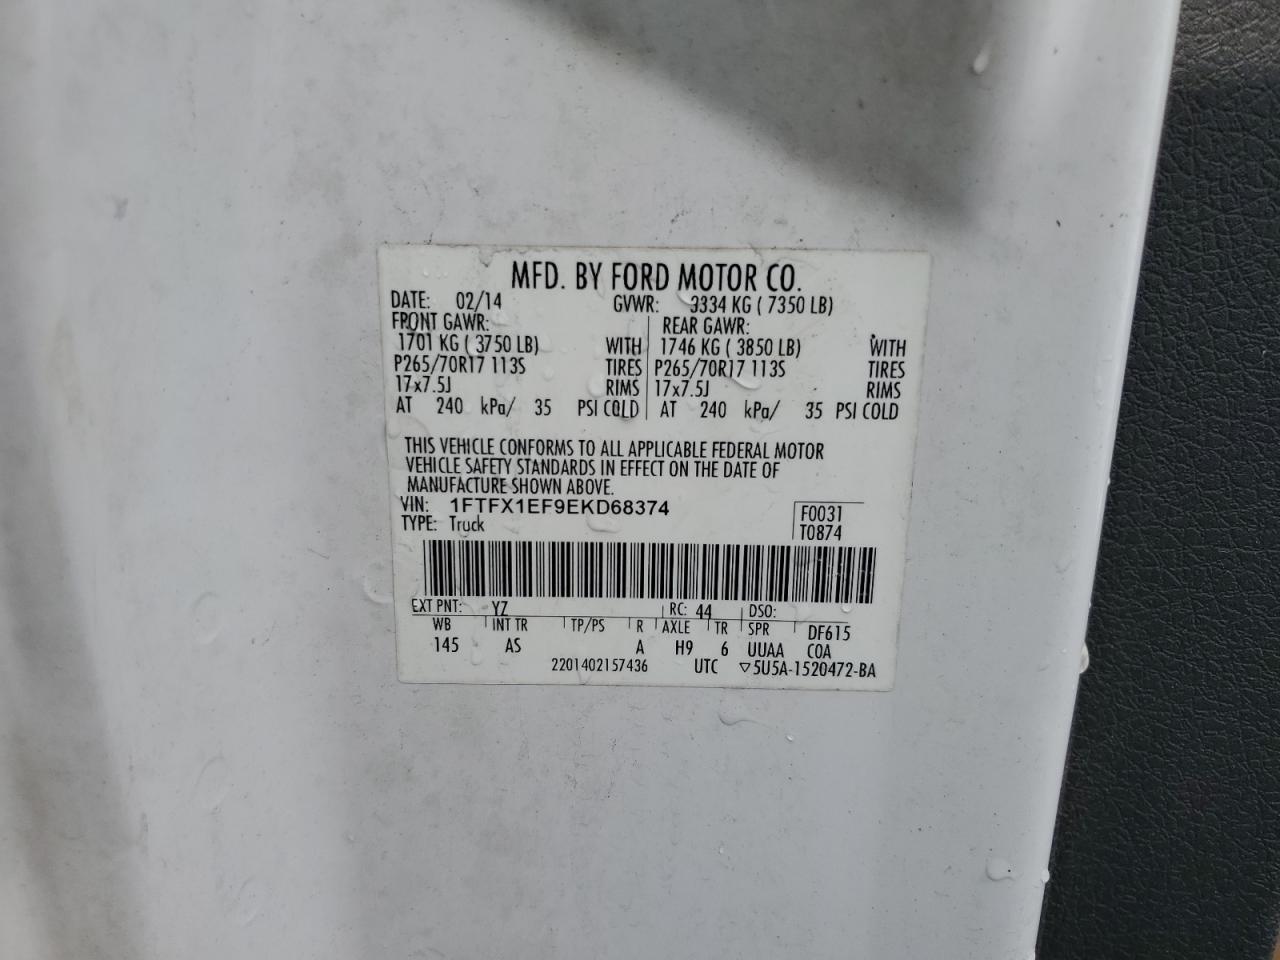 MFD. BY FORD MOTOR CO.
DATE: 02/14 GVWR: 3334 KG ( 7350 LB)
FRONT GAWR: REAR GAWR:
1701 KG ( 3750 LB) WITH 1746 KG ( 3850 LB) WITH
P265/70R17 113S TIRES P265/70R17 113S TIRES
17x7.5J RIMS 17x7.5J RIMS
AT 240 kPa/ 35 PSI COLD AT 240 kPa/ 35 PSI COLD
THIS VEHICLE CONFORMS TO ALL APPLICABLE FEDERAL MOTOR
VEHICLE SAFETY STANDARDS IN EFFECT ON THE DATE OF
MANUFACTURE SHOWN ABOVE.
VIN: 1FTFX1EF9EKD68374 F0031
TYPE: Truck T0874
EXT PNT: YZ RC: 44 DSO:
WB INT TR TP/PS R AXLE TR SPR DF615
145 AS A H9 6 UUAA COA
2201402157436 UTC ▽5U5A-1520472-BA